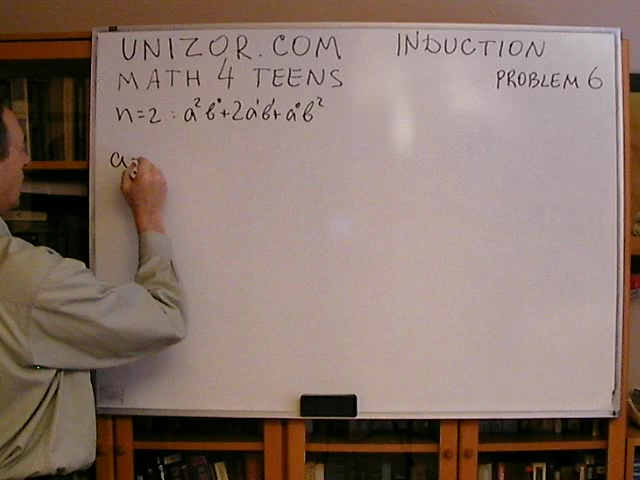 UNIZOR.COM INDUCTION
MATH 4 TEENS PROBLEM 6
n=2: a²b⁰+2a¹b¹+a⁰b²
a